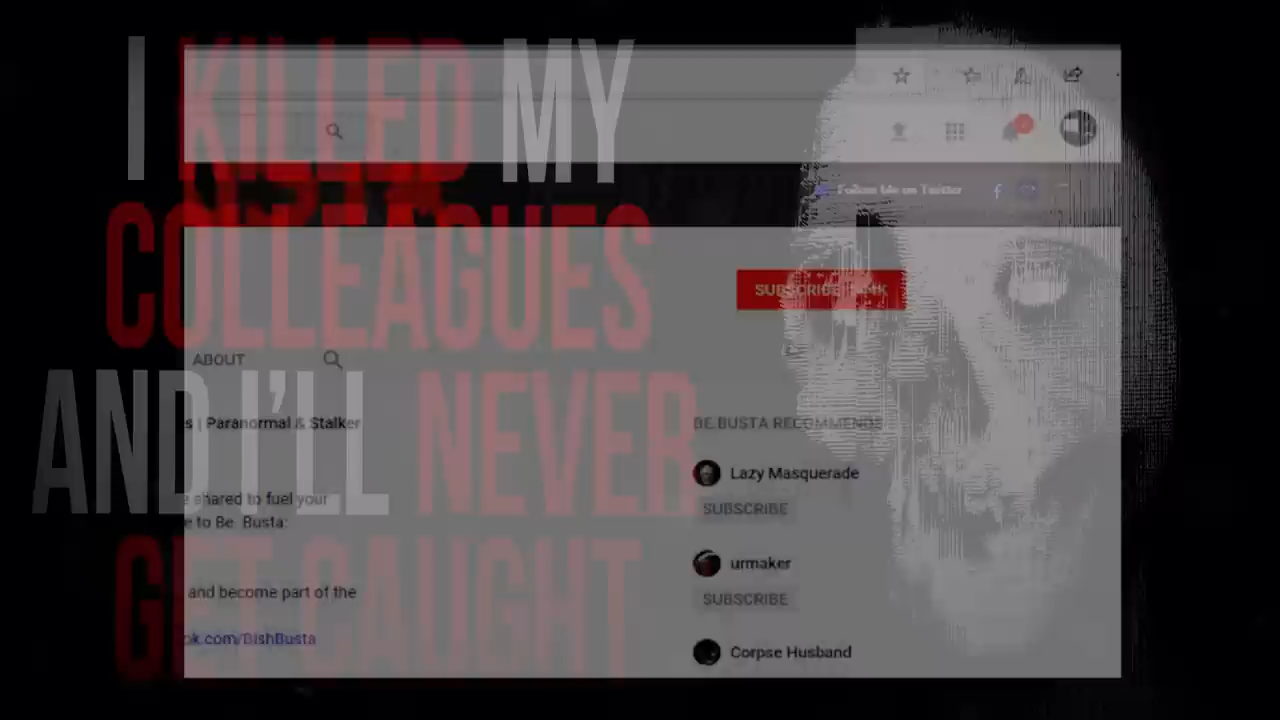 I KILLED MY
COLLEAGUES
AND I'LL NEVER
GET CAUGHT
Follow Me on Twitter
SUBSCRIBE
ABOUT
s | Paranormal & Stalker
e shared to fuel your
e to Be. Busta:
and become part of the
ok.com/BishBusta
BE.BUSTA RECOMMENDS
Lazy Masquerade
SUBSCRIBE
urmaker
SUBSCRIBE
Corpse Husband